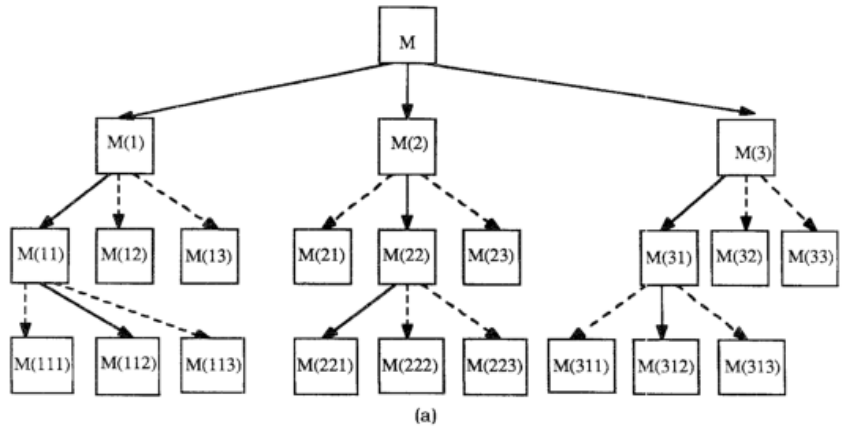 M
M(1) M(2) M(3)
M(11) M(12) M(13) M(21) M(22) M(23) M(31) M(32) M(33)
M(111) M(112) M(113) M(221) M(222) M(223) M(311) M(312) M(313)
(a)